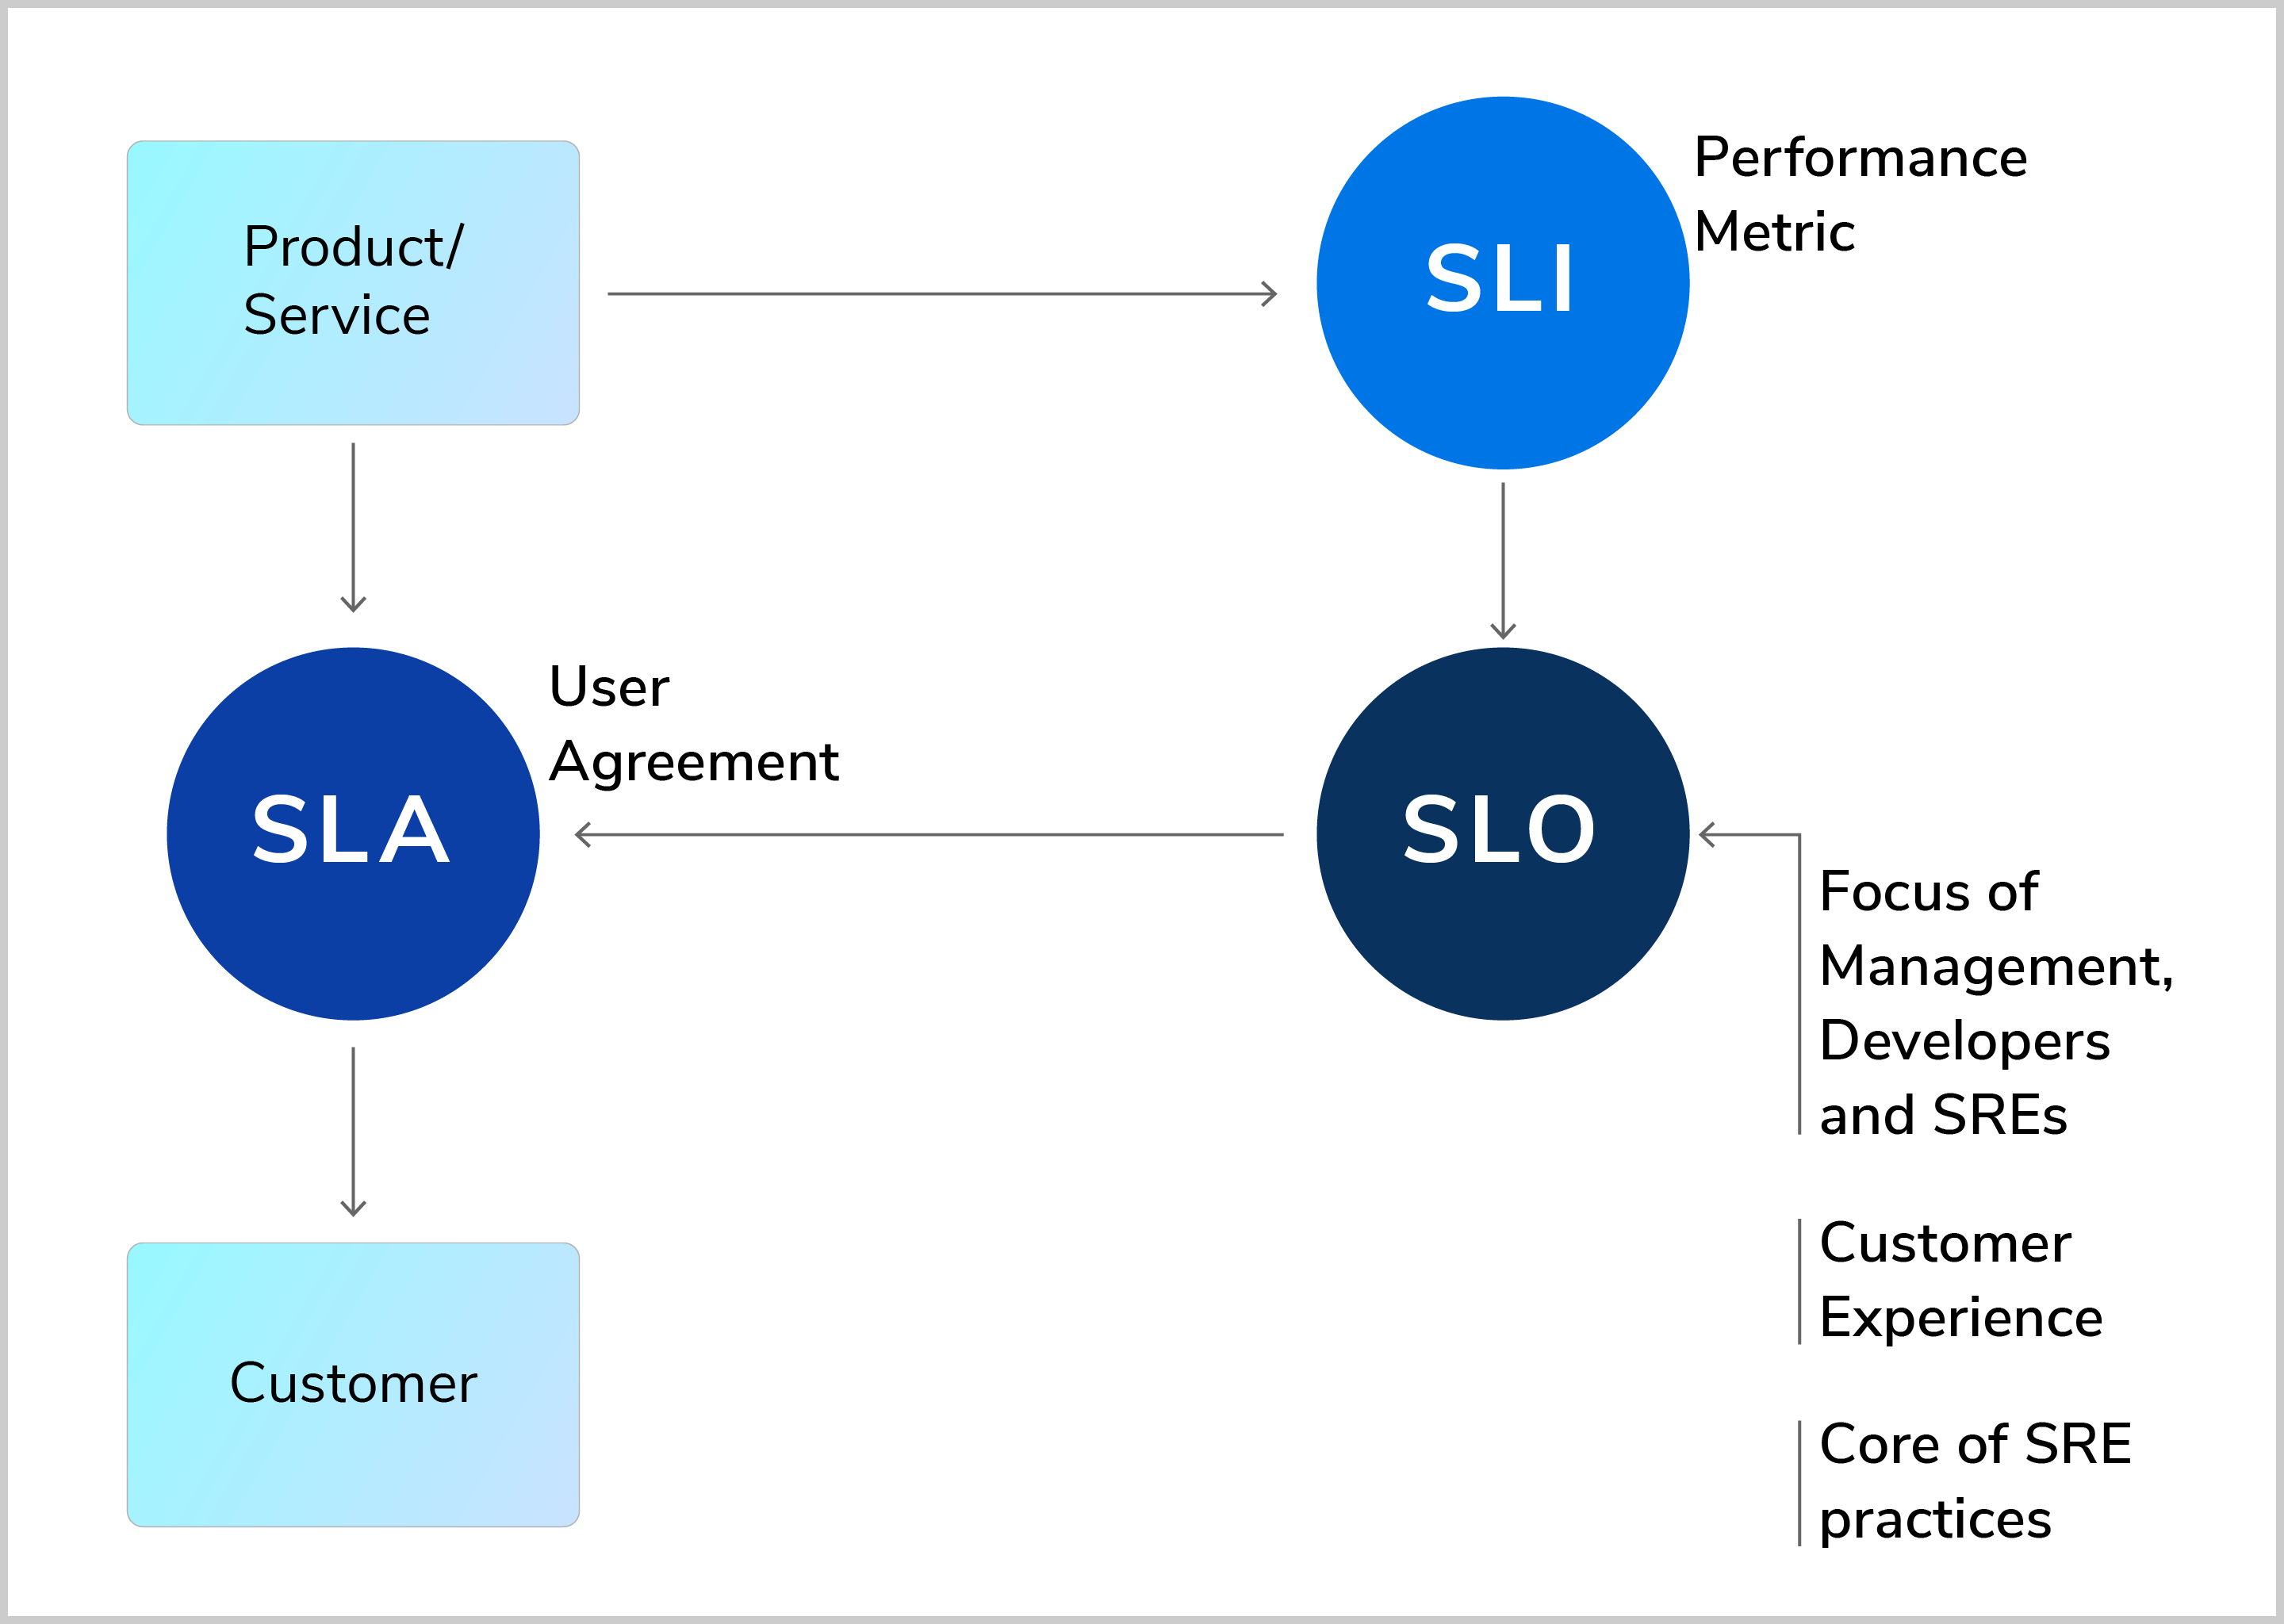 Product/
Service
SLI
Performance
Metric
SLA
User
Agreement
SLO
Focus of
Management,
Developers
and SREs
Customer
Experience
Core of SRE
practices
Customer